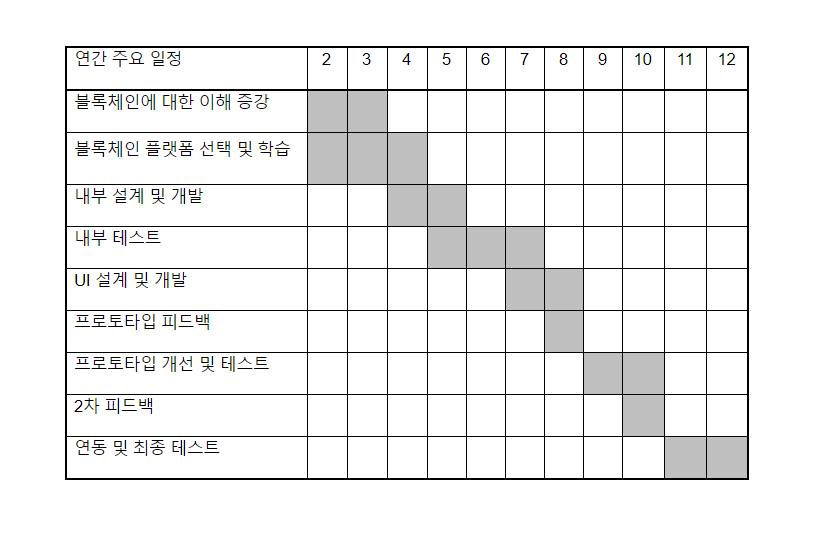 연간 주요 일정 2 3 4 5 6 7 8 9 10 11 12
블록체인에 대한 이해 증강
블록체인 플랫폼 선택 및 학습
내부 설계 및 개발
내부 테스트
UI 설계 및 개발
프로토타입 피드백
프로토타입 개선 및 테스트
2차 피드백
연동 및 최종 테스트